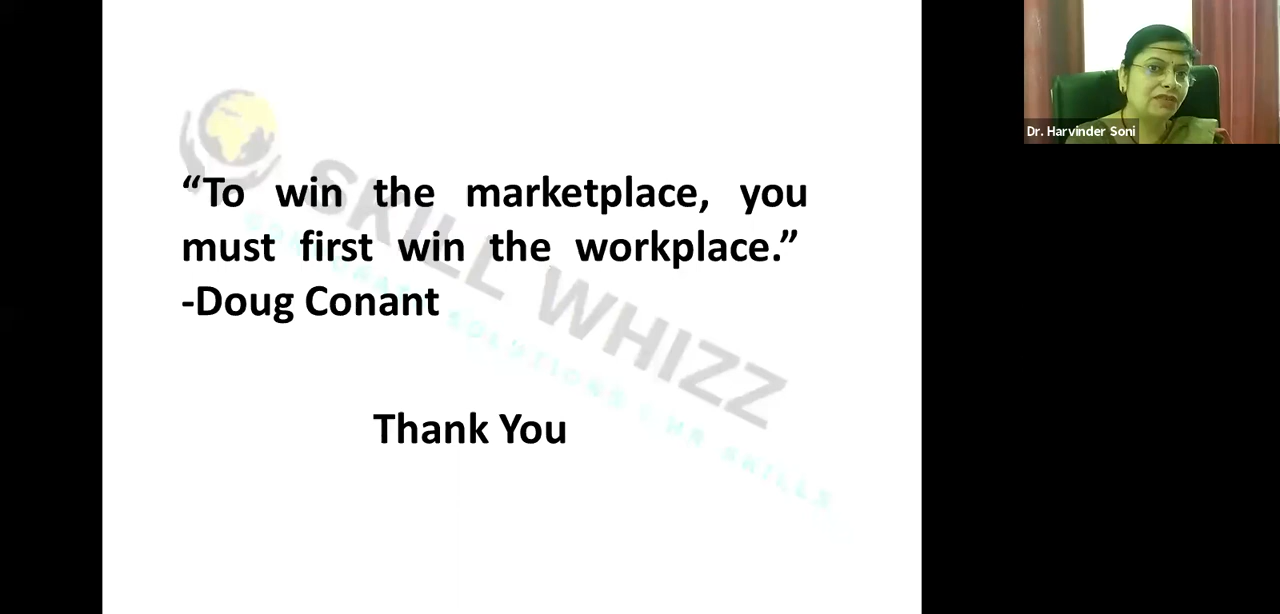 “To win the marketplace, you
must first win the workplace.”
-Doug Conant
Thank You
SKILL WHIZZ
Dr. Harvinder Soni